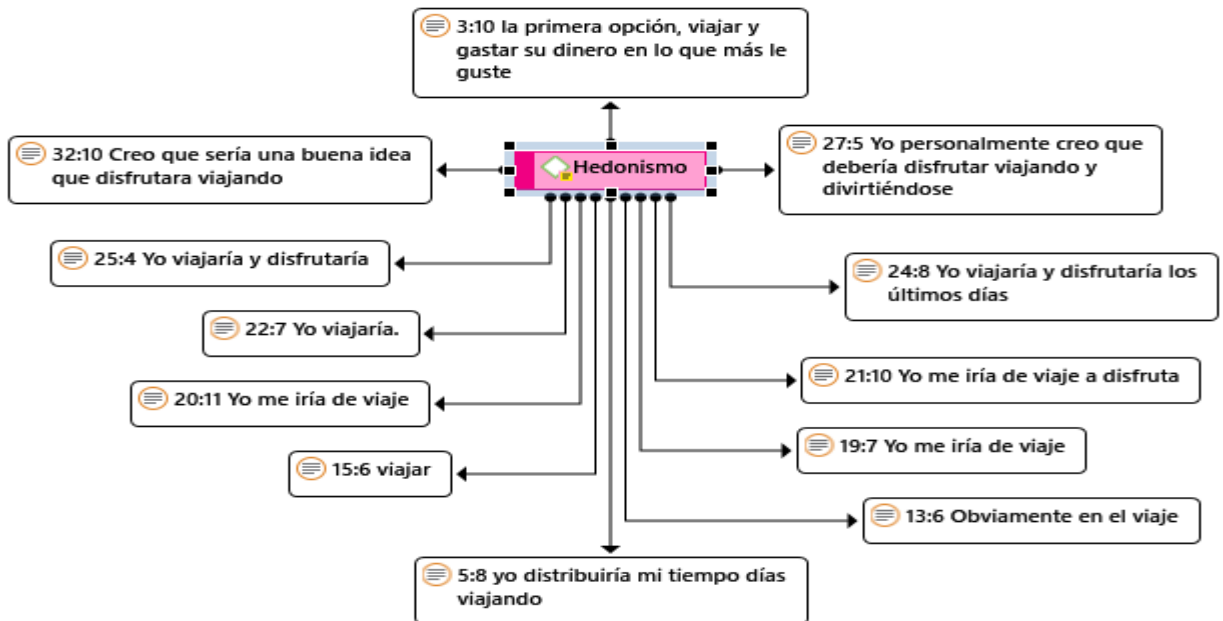 3:10 la primera opción, viajar y
gastar su dinero en lo que más le
guste
32:10 Creo que sería una buena idea
que disfrutara viajando
Hedonismo
27:5 Yo personalmente creo que
debería disfrutar viajando y
divirtiéndose
25:4 Yo viajaría y disfrutaría
24:8 Yo viajaría y disfrutaría los
últimos días
22:7 Yo viajaría.
21:10 Yo me iría de viaje a disfruta
20:11 Yo me iría de viaje
19:7 Yo me iría de viaje
15:6 viajar
13:6 Obviamente en el viaje
5:8 yo distribuiría mi tiempo días
viajando